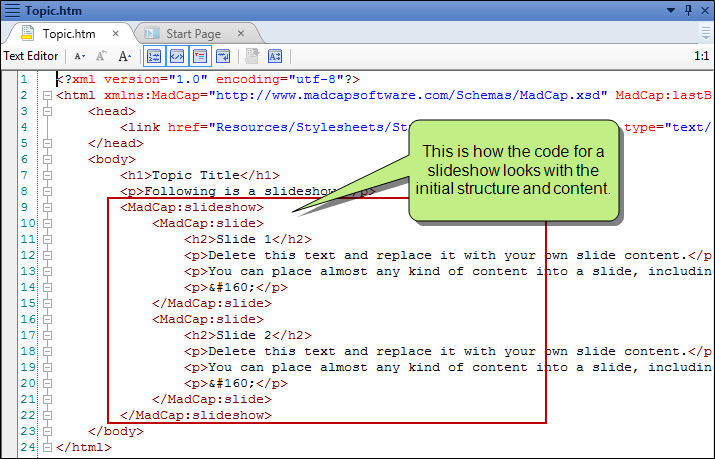 Topic.htm
Topic.htm
Start Page
Text Editor A A A 1:1
1 <?xml version="1.0" encoding="utf-8"?>
2 <html xmlns:MadCap="http://www.madcapsoftware.com/Schemas/MadCap.xsd" MadCap:lastB
3 <head>
4 <link href="Resources/Stylesheets/St type="text/
5 </head>
6 <body>
7 <h1>Topic Title</h1>
8 <p>Following is a slideshow p>
9 <MadCap:slideshow>
10 <MadCap:slide>
11 <h2>Slide 1</h2>
12 <p>Delete this text and replace it with your own slide content.</p
13 <p>You can place almost any kind of content into a slide, includin
14 <p>&#160;</p>
15 </MadCap:slide>
16 <MadCap:slide>
17 <h2>Slide 2</h2>
18 <p>Delete this text and replace it with your own slide content.</p
19 <p>You can place almost any kind of content into a slide, includin
20 <p>&#160;</p>
21 </MadCap:slide>
22 </MadCap:slideshow>
23 </body>
24 </html>
This is how the code for a
slideshow looks with the
initial structure and content.